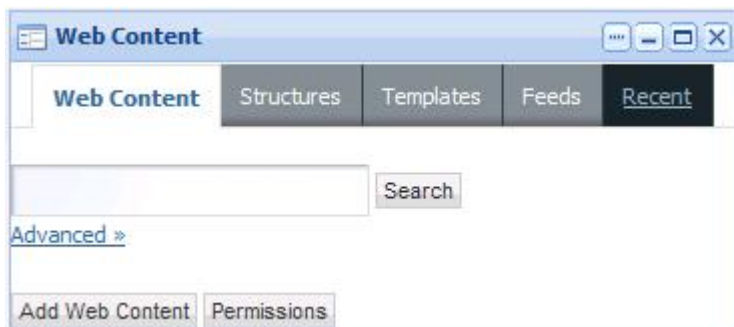 Web Content
Web Content Structures Templates Feeds Recent
Search
Advanced »
Add Web Content Permissions